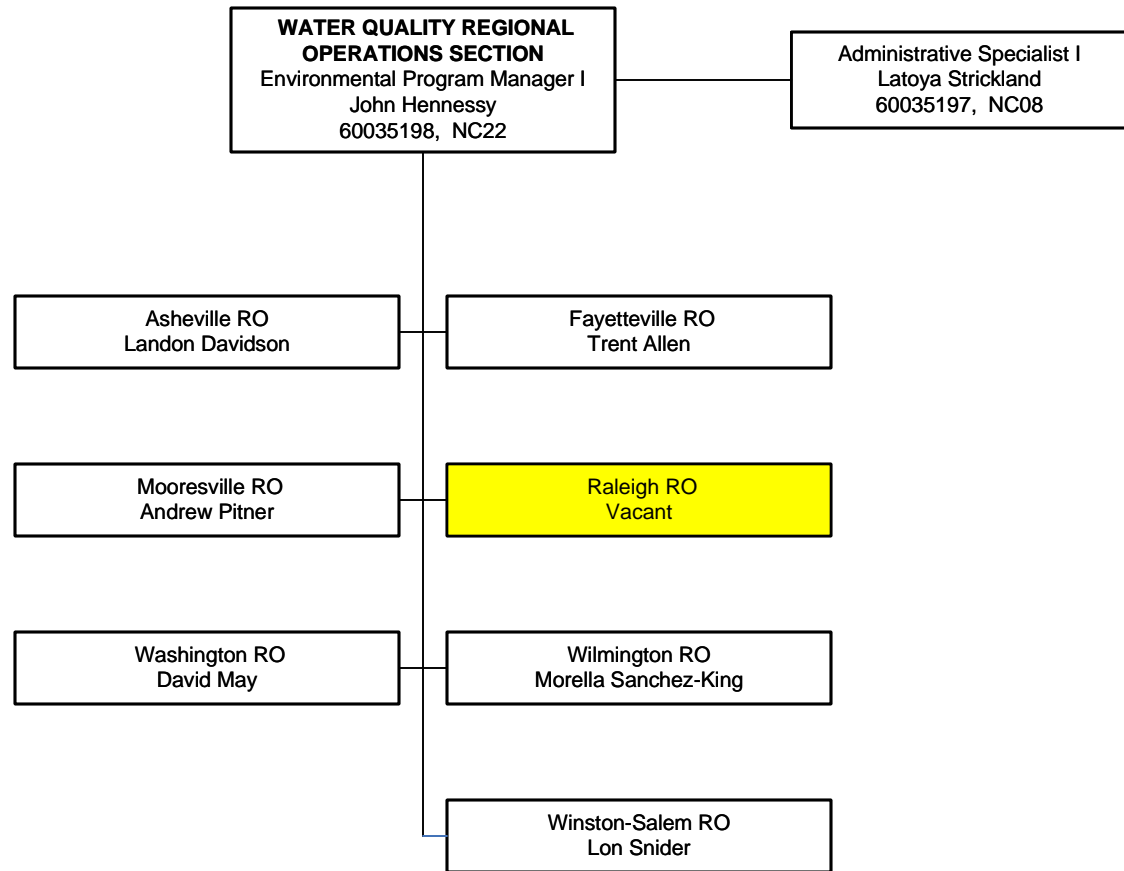 WATER QUALITY REGIONAL
OPERATIONS SECTION
Environmental Program Manager I
John Hennessy
60035198, NC22
Administrative Specialist I
Latoya Strickland
60035197, NC08
Asheville RO
Landon Davidson
Fayetteville RO
Trent Allen
Mooresville RO
Andrew Pitner
Raleigh RO
Vacant
Washington RO
David May
Wilmington RO
Morella Sanchez-King
Winston-Salem RO
Lon Snider